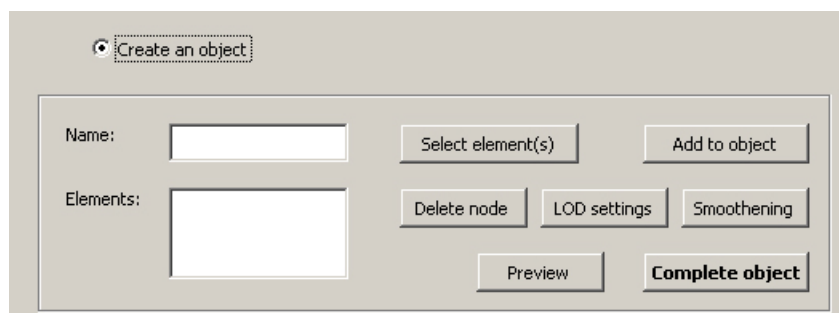 Create an object
Name:
Select element(s)
Add to object
Elements:
Delete node
LOD settings
Smoothening
Preview
Complete object